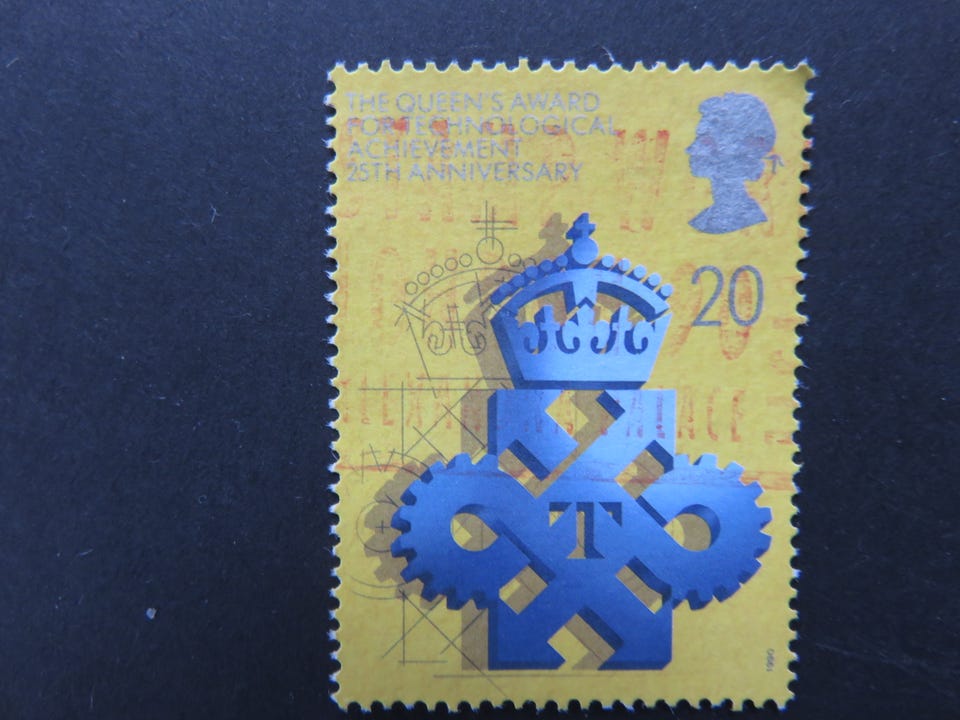 THE QUEEN'S AWARD
FOR TECHNOLOGICAL
ACHIEVEMENT
25TH ANNIVERSARY
20
T
1990